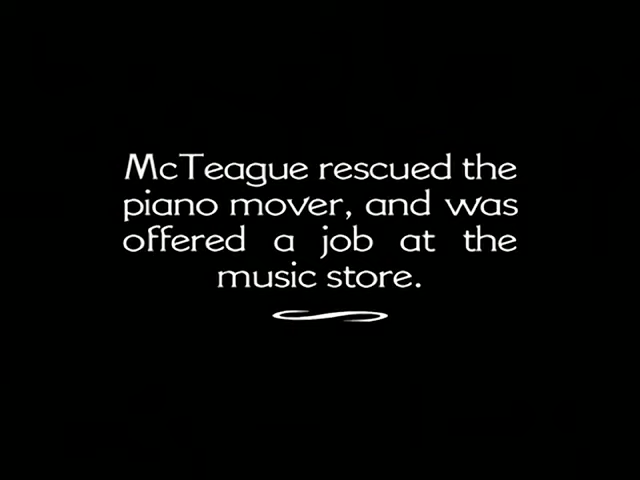 McTeague rescued the
piano mover, and was
offered a job at the
music store.